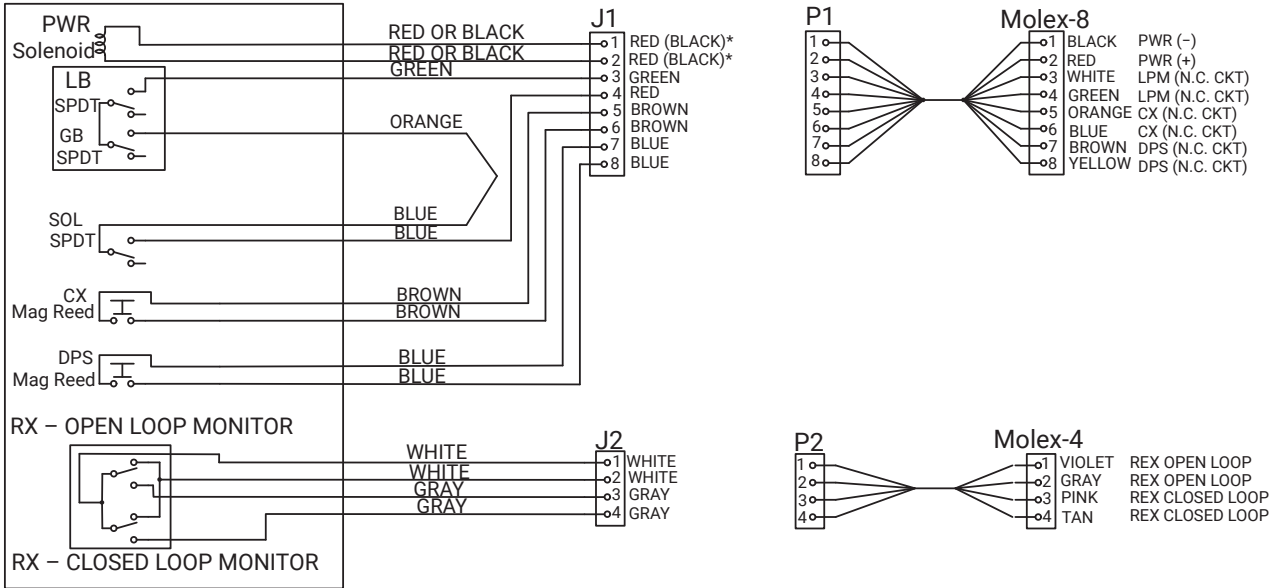 PWR
Solenoid
LB
SPDT
GB
SPDT
SOL
SPDT
CX
Mag Reed
DPS
Mag Reed
RX – OPEN LOOP MONITOR
RX – CLOSED LOOP MONITOR
RED OR BLACK
RED OR BLACK
GREEN
ORANGE
BLUE
BLUE
BROWN
BROWN
BLUE
BLUE
WHITE
WHITE
GRAY
GRAY
J1
1 RED (BLACK)*
2 RED (BLACK)*
3 GREEN
4 RED
5 BROWN
6 BROWN
7 BLUE
8 BLUE
J2
1 WHITE
2 WHITE
3 GRAY
4 GRAY
P1
1
2
3
4
5
6
7
8
Molex-8
1 BLACK PWR (–)
2 RED PWR (+)
3 WHITE LPM (N.C. CKT)
4 GREEN LPM (N.C. CKT)
5 ORANGE CX (N.C. CKT)
6 BLUE CX (N.C. CKT)
7 BROWN DPS (N.C. CKT)
8 YELLOW DPS (N.C. CKT)
P2
1
2
3
4
Molex-4
1 VIOLET REX OPEN LOOP
2 GRAY REX OPEN LOOP
3 PINK REX CLOSED LOOP
4 TAN REX CLOSED LOOP